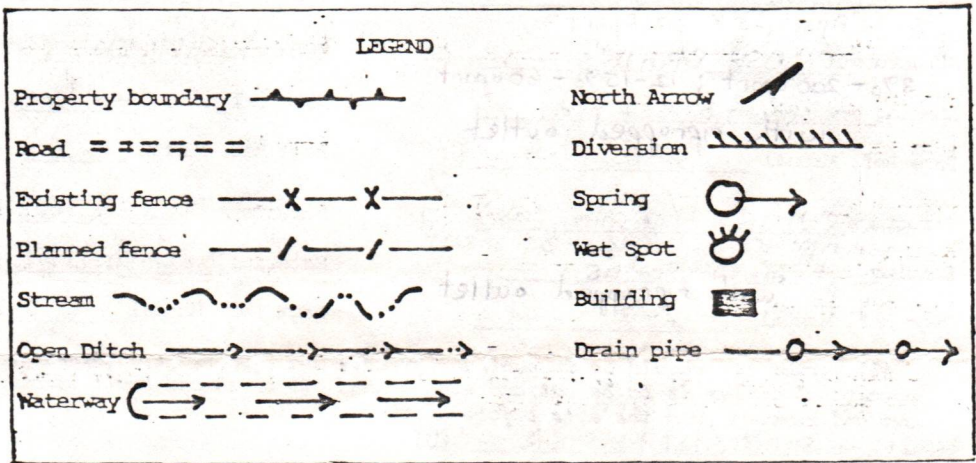 LEGEND
Property boundary
Road
Existing fence
Planned fence
Stream
Open Ditch
Waterway
North Arrow
Diversion
Spring
Wet Spot
Building
Drain pipe